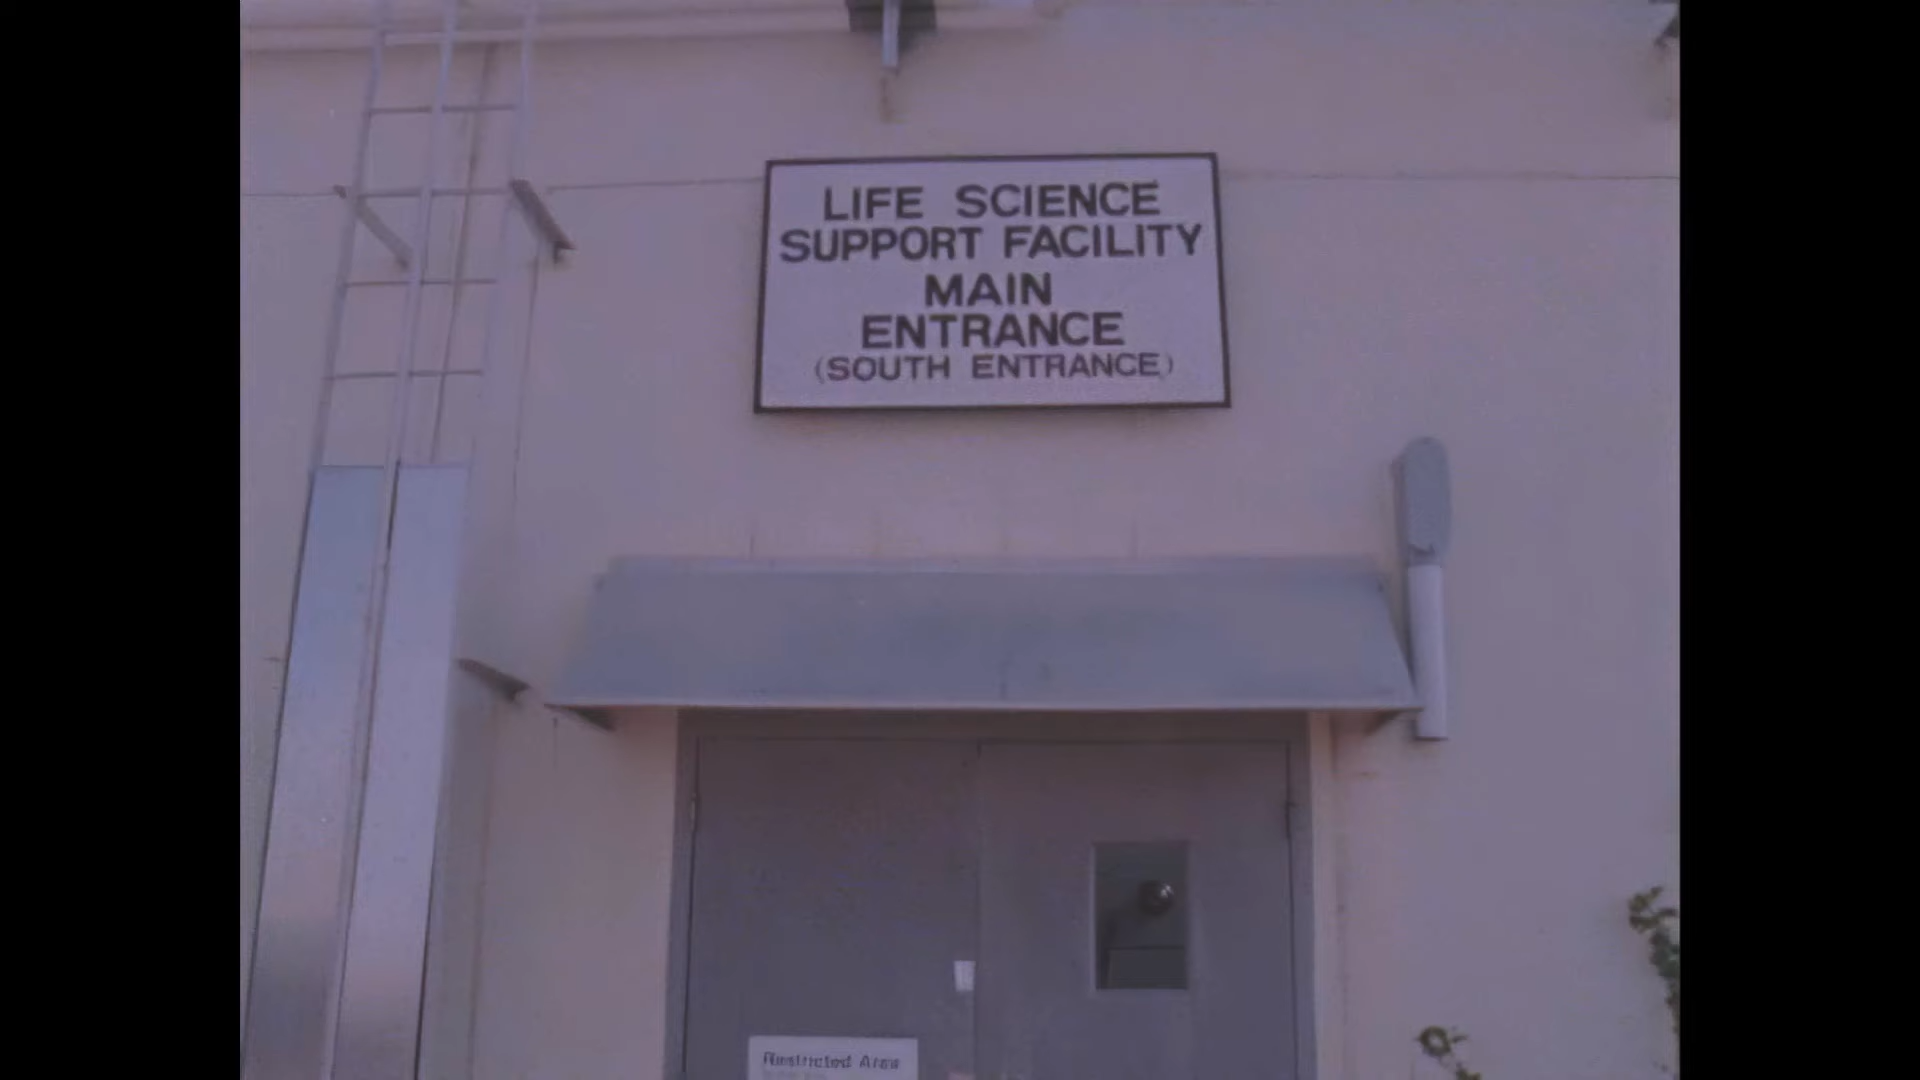 LIFE SCIENCE
SUPPORT FACILITY
MAIN
ENTRANCE
(SOUTH ENTRANCE)
Restricted Area